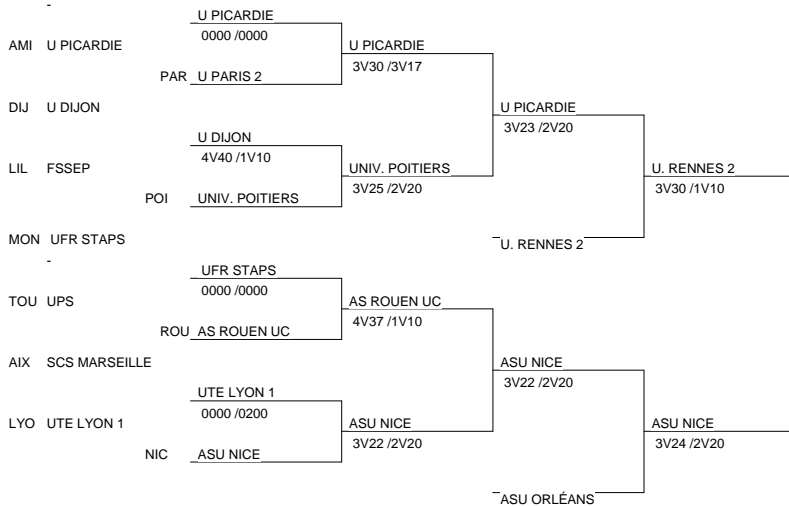 -
U PICARDIE
AMI U PICARDIE
0000 /0000
U PICARDIE
3V30 /3V17
PAR U PARIS 2
DIJ U DIJON
U PICARDIE
3V23 /2V20
U DIJON
4V40 /1V10
LIL FSSEP
UNIV. POITIERS
3V25 /2V20
U. RENNES 2
3V30 /1V10
POI UNIV. POITIERS
MON UFR STAPS
U. RENNES 2
-
UFR STAPS
0000 /0000
TOU UPS
AS ROUEN UC
4V37 /1V10
ROU AS ROUEN UC
AIX SCS MARSEILLE
ASU NICE
3V22 /2V20
UTE LYON 1
0000 /0200
LYO UTE LYON 1
ASU NICE
3V22 /2V20
ASU NICE
3V24 /2V20
NIC ASU NICE
ASU ORLÉANS